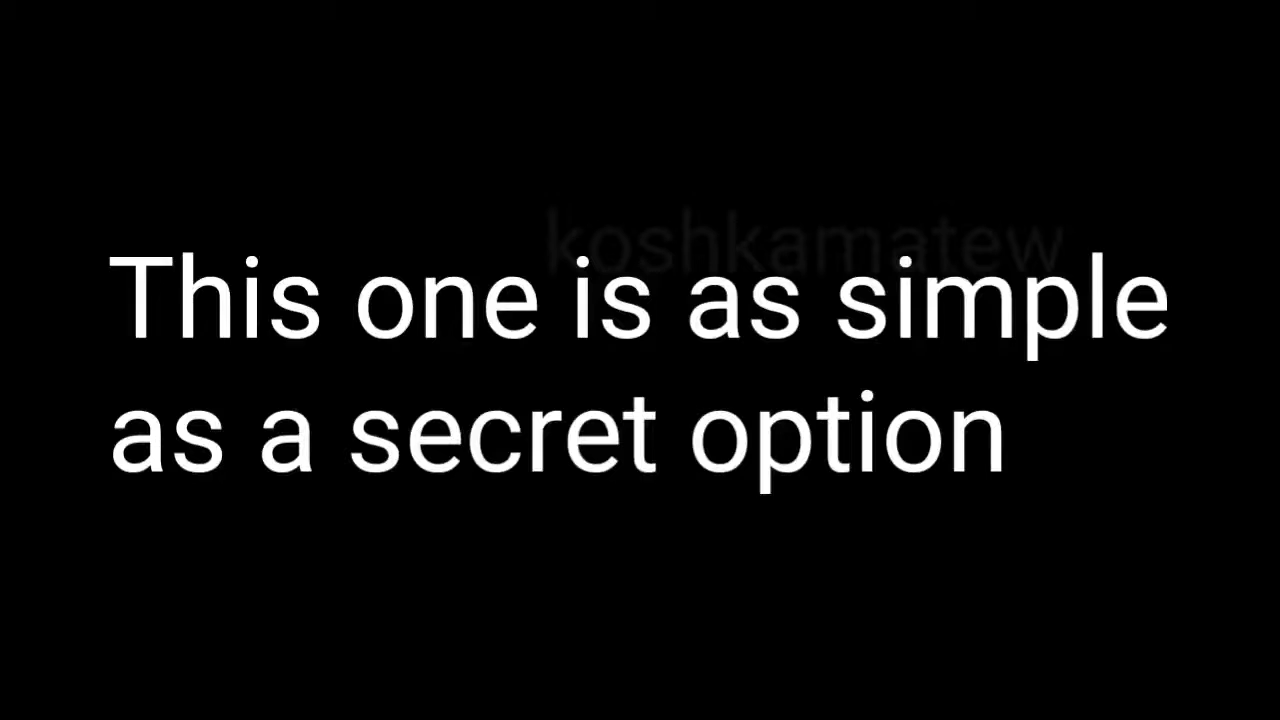 koshkamatew
This one is as simple
as a secret option